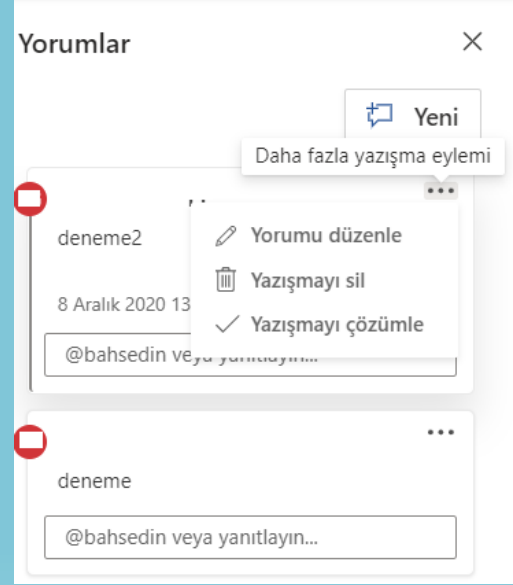 Yorumlar
Yeni
Daha fazla yazışma eylemi
deneme2
Yorumu düzenle
Yazışmayı sil
8 Aralık 2020 13
Yazışmayı çözümle
@bahsedin veya yanıtlayın...
deneme
@bahsedin veya yanıtlayın...